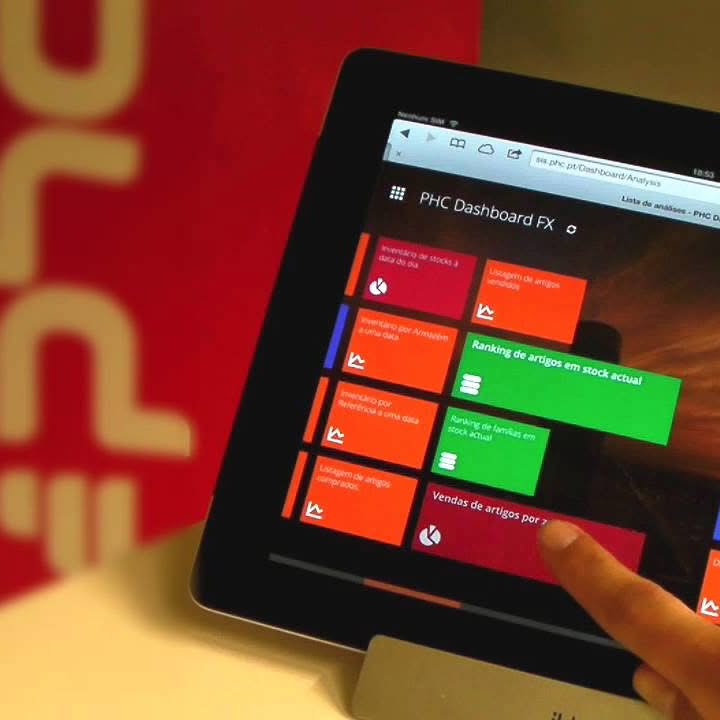 phc
Nenhum SIM
18:53
sis.phc.pt/Dashboard/Analysis
Lista de análises - PHC D
PHC Dashboard FX
Inventário de stocks à
data do dia
Listagem de artigos
vendidos
Inventário por Armazém
a uma data
Ranking de artigos em stock actual
Inventário por
Referência a uma data
Ranking de famílias em
stock actual
Listagem de artigos
comprados
Vendas de artigos por z